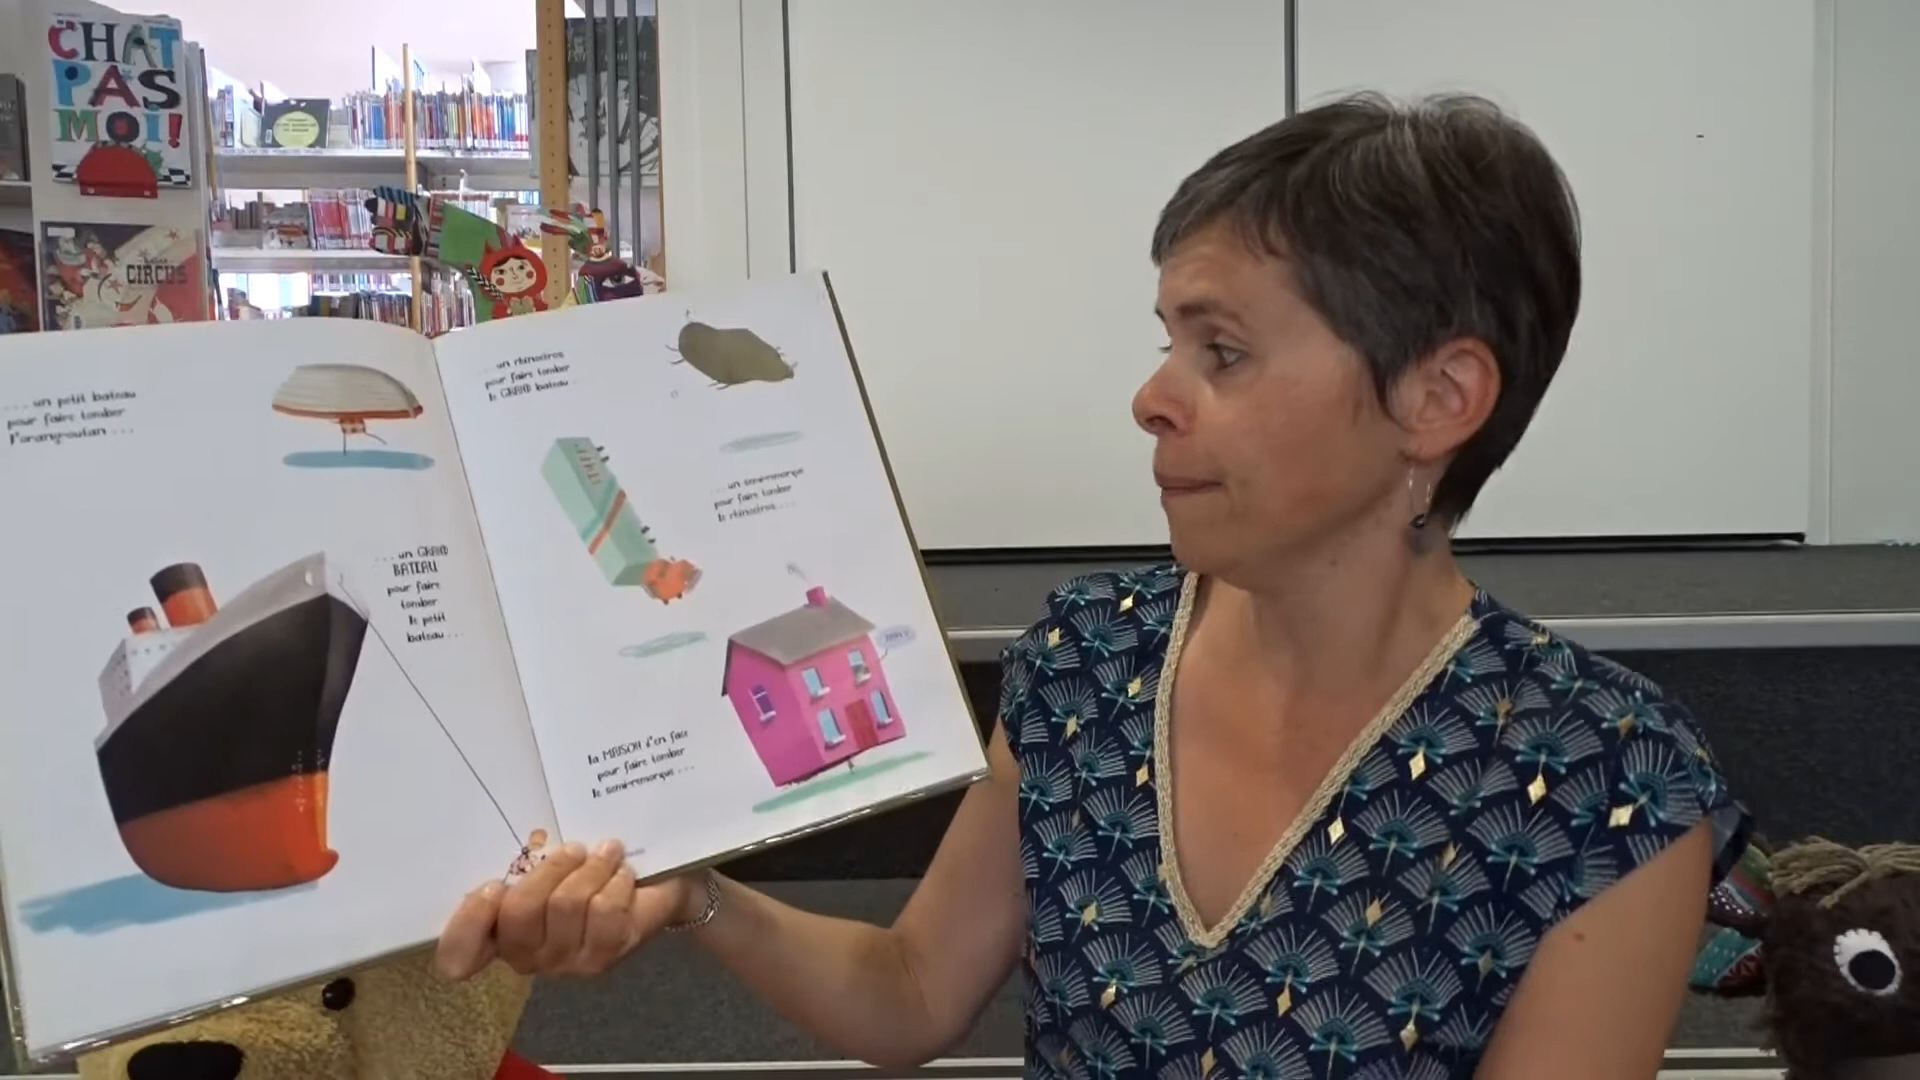 CHAT
PAS
MOI!
CIRCUS
... un petit bateau
pour faire tomber
l'orang-outan ...
... un GRAND
BATEAU
pour faire
tomber
le petit
bateau ...
... un rhinocéros
pour faire tomber
le GRAND bateau ...
... un semi-remorque
pour faire tomber
le rhinocéros ...
la MAISON d'en face
pour faire tomber
le semi-remorque ...